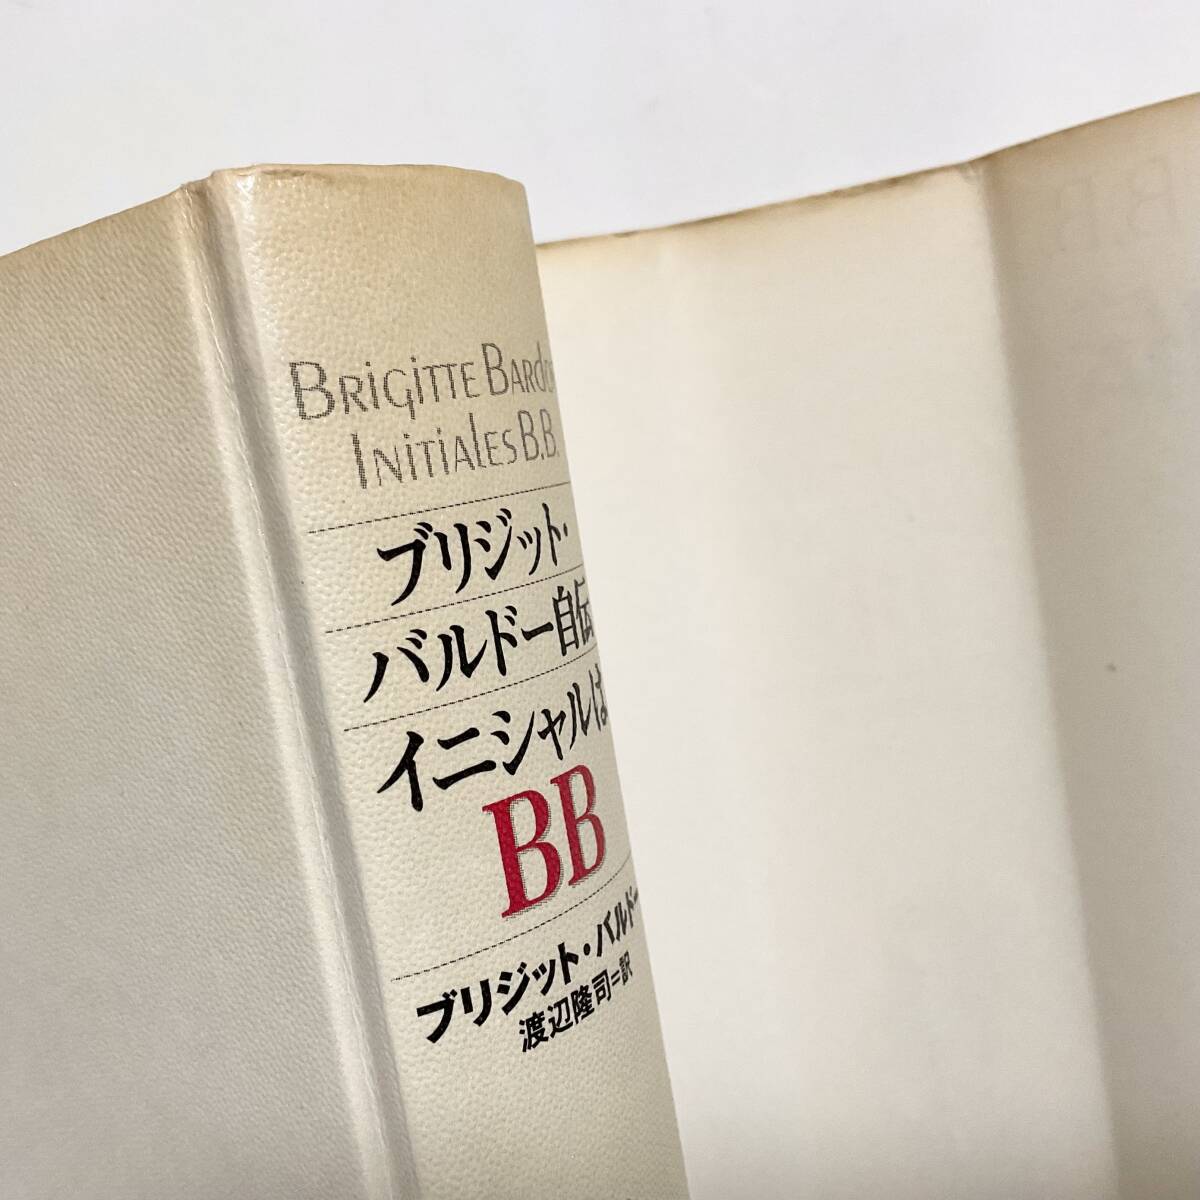 BRIGITTE BARDO
INITIALES B.B.
ブリジット・
バルドー自伝
イニシャルは
BB
ブリジット・バルドー
渡辺隆司=訳
B.B.